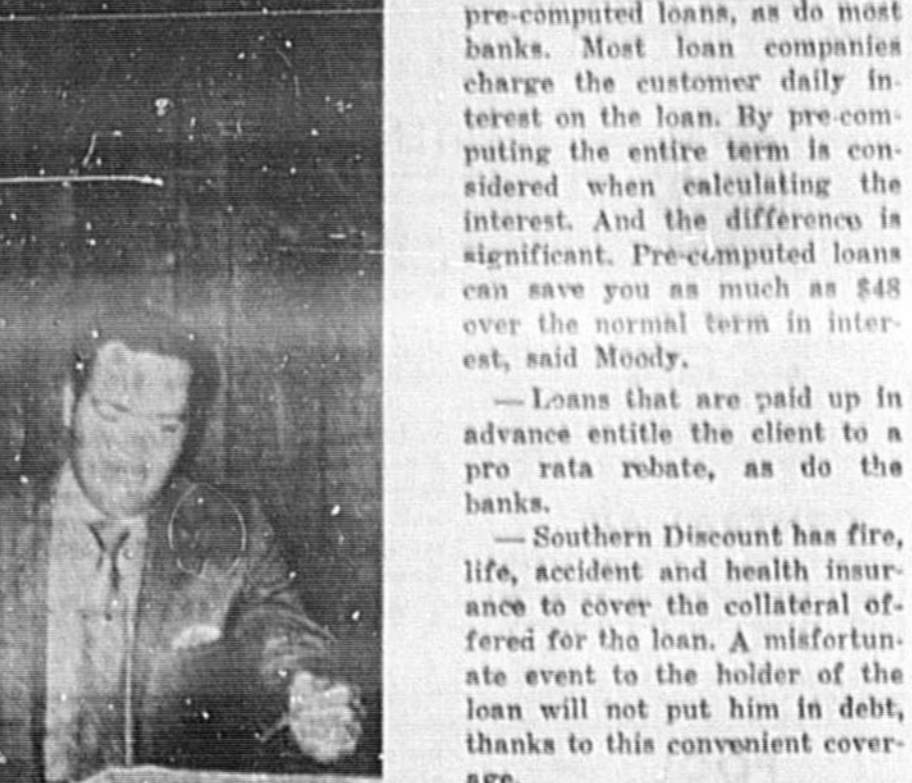 pre-computed loans, as do most
banks. Most loan companies
charge the customer daily in-
terest on the loan. By pre-com-
puting the entire term is con-
sidered when calculating the
interest. And the difference is
significant. Pre-computed loans
can save you as much as $48
over the normal term in inter-
est, said Moody.
— Loans that are paid up in
advance entitle the client to a
pro rata rebate, as do the
banks.
— Southern Discount has fire,
life, accident and health insur-
ance to cover the collateral of-
fered for the loan. A misfortun-
ate event to the holder of the
loan will not put him in debt,
thanks to this convenient cover-
age.